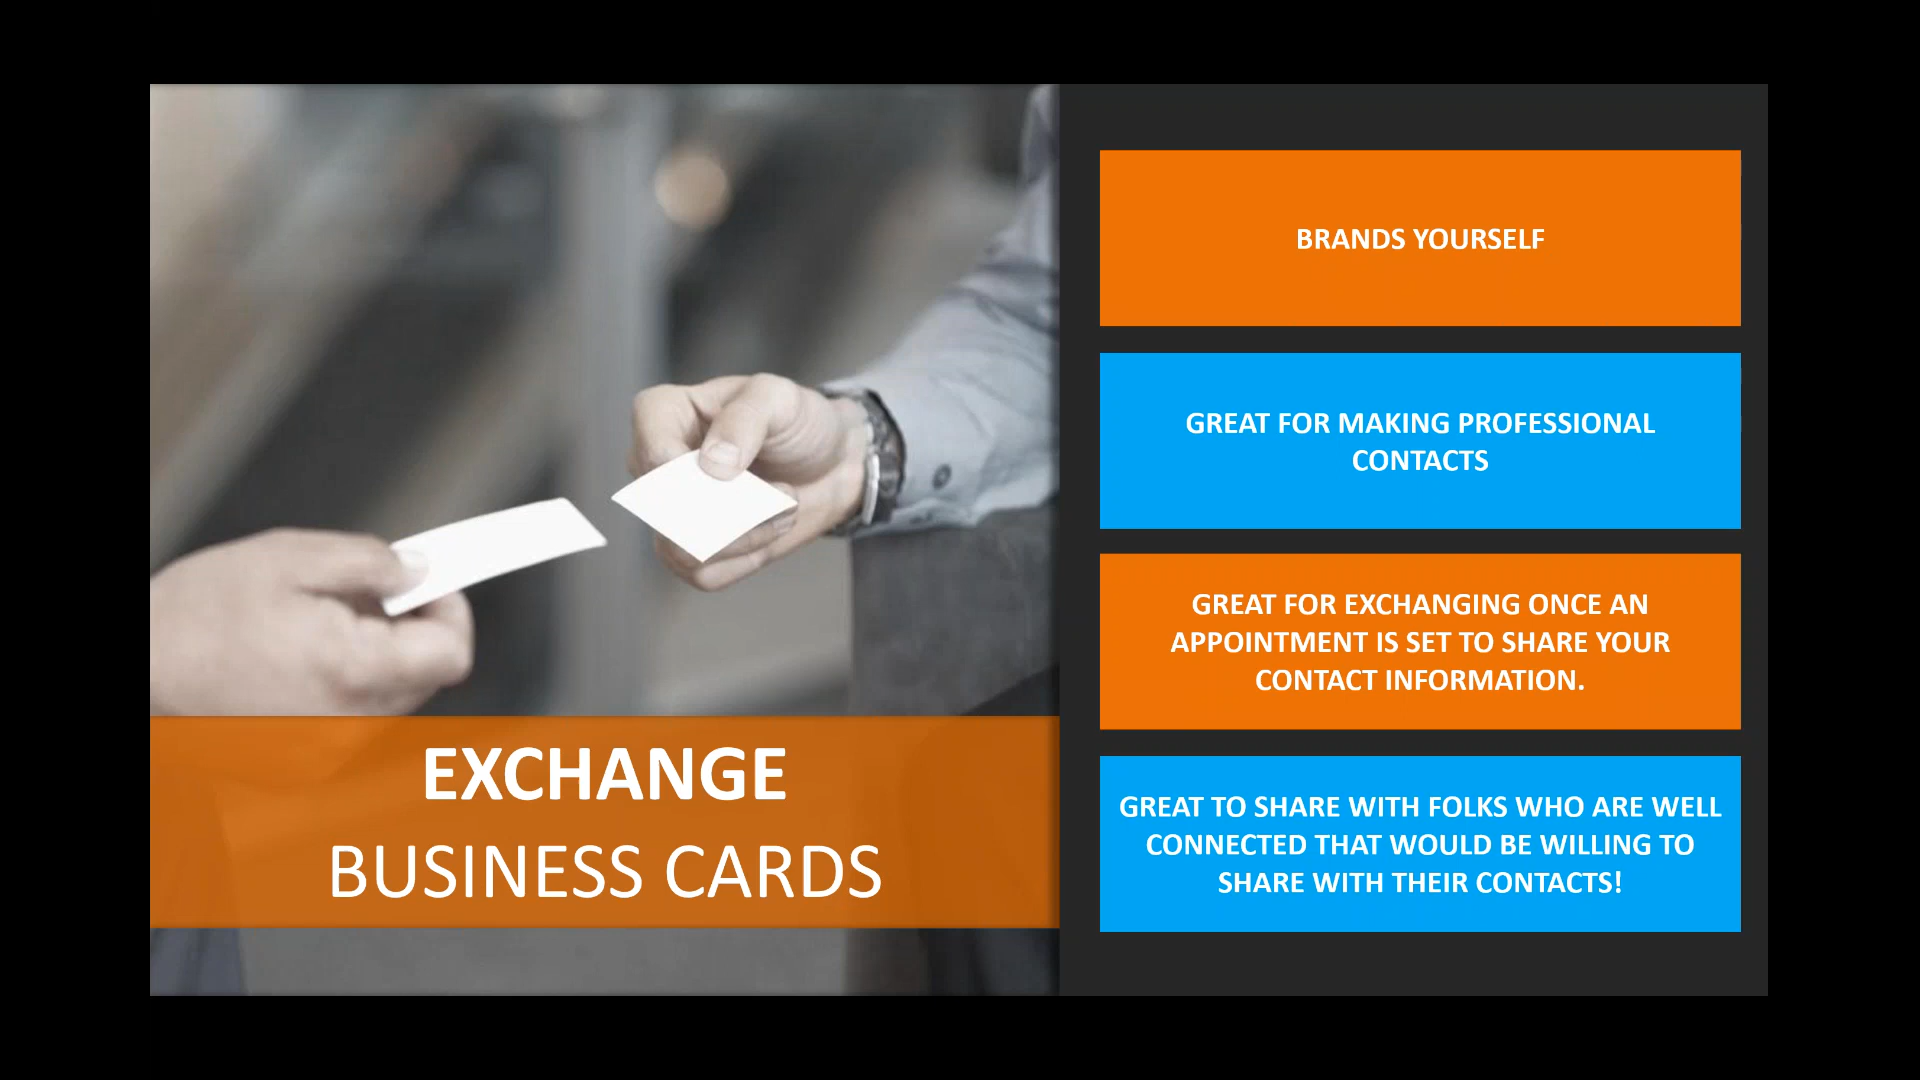 EXCHANGE
BUSINESS CARDS
BRANDS YOURSELF
GREAT FOR MAKING PROFESSIONAL
CONTACTS
GREAT FOR EXCHANGING ONCE AN
APPOINTMENT IS SET TO SHARE YOUR
CONTACT INFORMATION.
GREAT TO SHARE WITH FOLKS WHO ARE WELL
CONNECTED THAT WOULD BE WILLING TO
SHARE WITH THEIR CONTACTS!